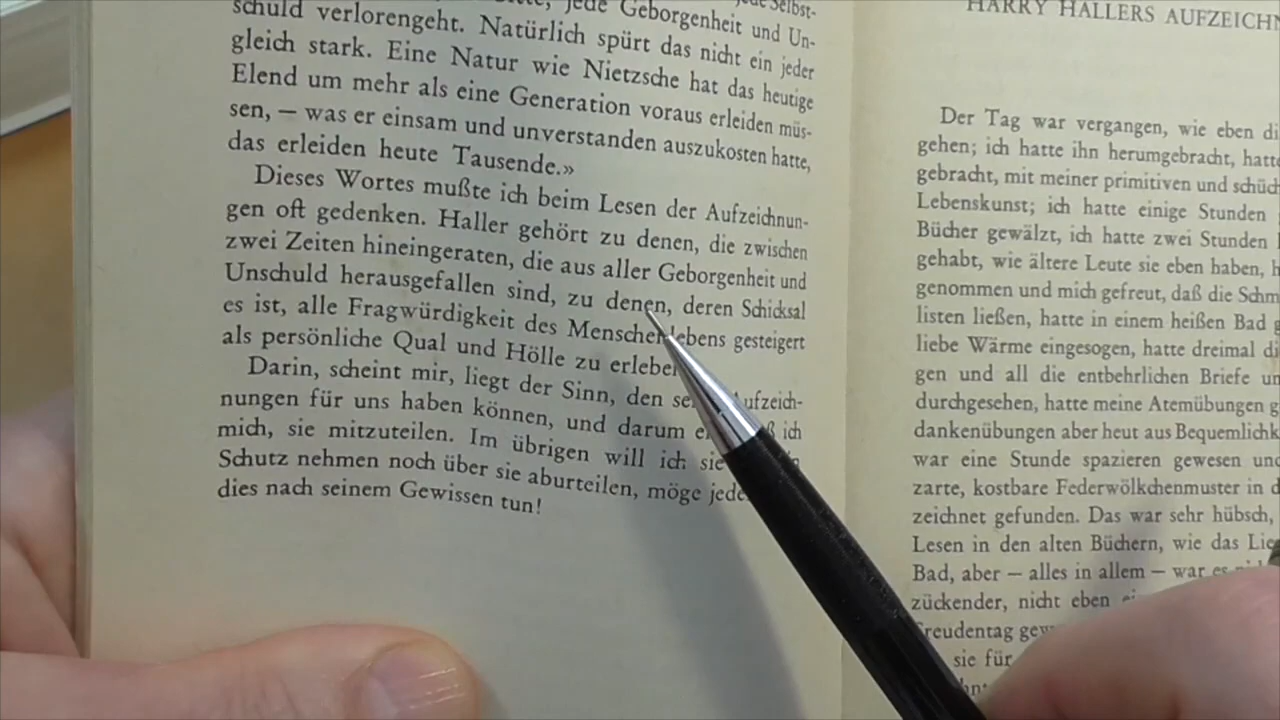 jede Selbst-
jede Geborgenheit und Un-
schuld verlorengeht. Natürlich spürt das nicht ein jeder
gleich stark. Eine Natur wie Nietzsche hat das heutige
Elend um mehr als eine Generation voraus erleiden müs-
sen, – was er einsam und unverstanden auszukosten hatte,
das erleiden heute Tausende.»
Dieses Wortes mußte ich beim Lesen der Aufzeichnun-
gen oft gedenken. Haller gehört zu denen, die zwischen
zwei Zeiten hineingeraten, die aus aller Geborgenheit und
Unschuld herausgefallen sind, zu denen, deren Schicksal
es ist, alle Fragwürdigkeit des Menschenlebens gesteigert
als persönliche Qual und Hölle zu erleben
Darin, scheint mir, liegt der Sinn, den Aufzeich-
nungen für uns haben können, und darum ich
mich, sie mitzuteilen. Im übrigen will ich sie
Schutz nehmen noch über sie aburteilen, möge
dies nach seinem Gewissen tun!
HARRY HALLERS
Der Tag war vergangen, wie eben
gehen; ich hatte ihn herumgebracht,
gebracht, mit meiner primitiven und
Lebenskunst; ich hatte einige Stunden
Bücher gewälzt, ich hatte zwei Stunden
gehabt, wie ältere Leute sie eben haben,
genommen und mich gefreut, daß die
listen ließen, hatte in einem heißen Bad
liebe Wärme eingesogen, hatte dreimal
gen und all die entbehrlichen Briefe
durchgesehen, hatte meine Atemübungen
dankenübungen aber heut aus
war eine Stunde spazieren gewesen
zarte, kostbare Federwölkchenmuster in
zeichnet gefunden. Das war sehr hübsch,
Lesen in den alten Büchern, wie das
Bad, aber – alles in allem – war
zückender, nicht eben
Freudentag
sie für